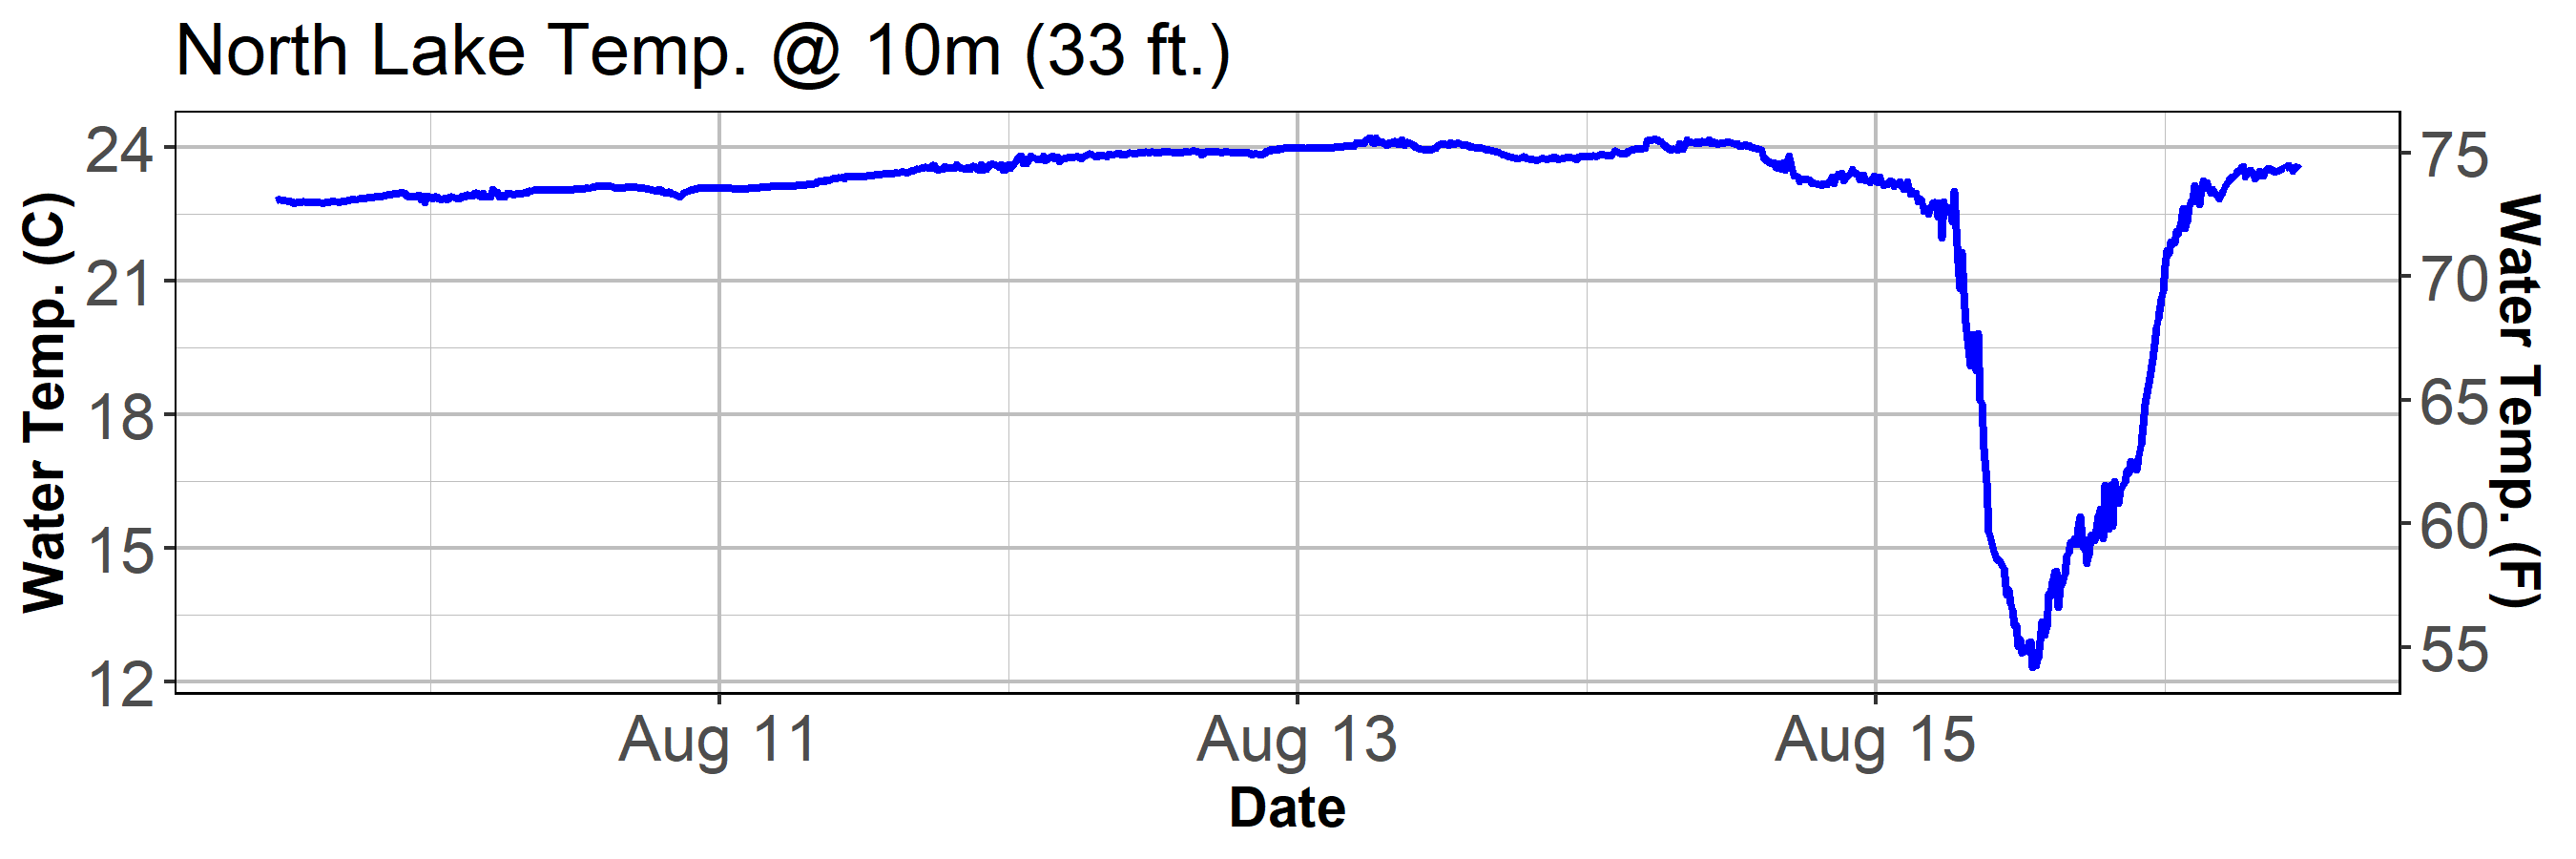 North Lake Temp. @ 10m (33 ft.)
Water Temp. (C)
24
21
18
15
12
75
70
65
60
55
Water Temp. (F)
Aug 11
Aug 13
Aug 15
Date